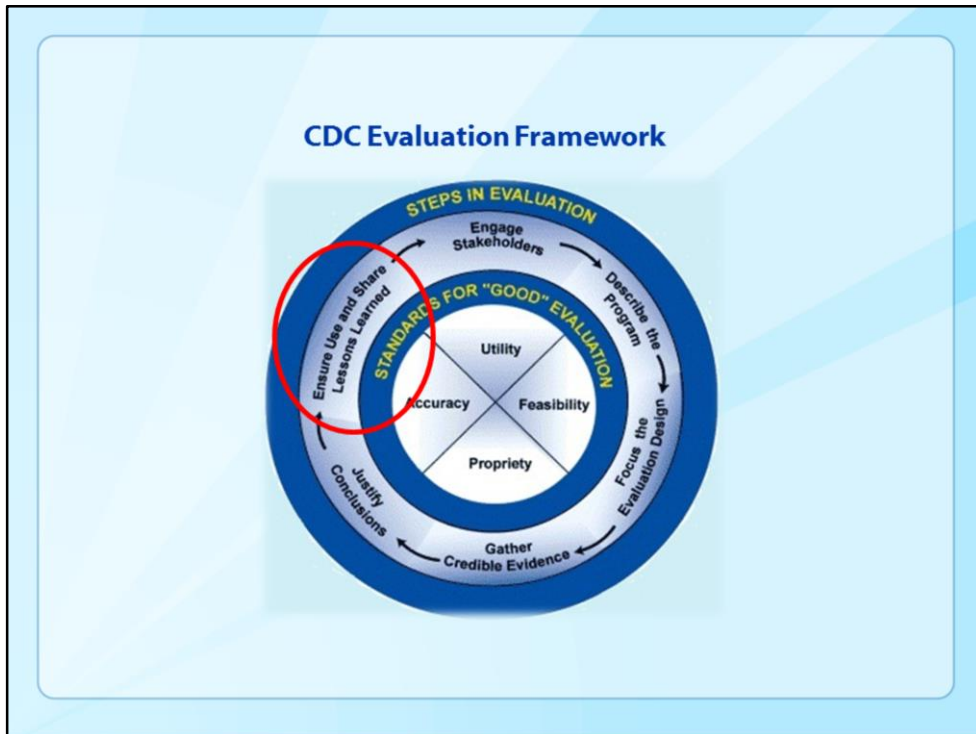 CDC Evaluation Framework
STEPS IN EVALUATION
Engage
Stakeholders
Describe the
Program
Focus the
Evaluation Design
Gather
Credible Evidence
Justify
Conclusions
Ensure Use and Share
Lessons Learned
STANDARDS FOR "GOOD" EVALUATION
Utility
Accuracy
Feasibility
Propriety